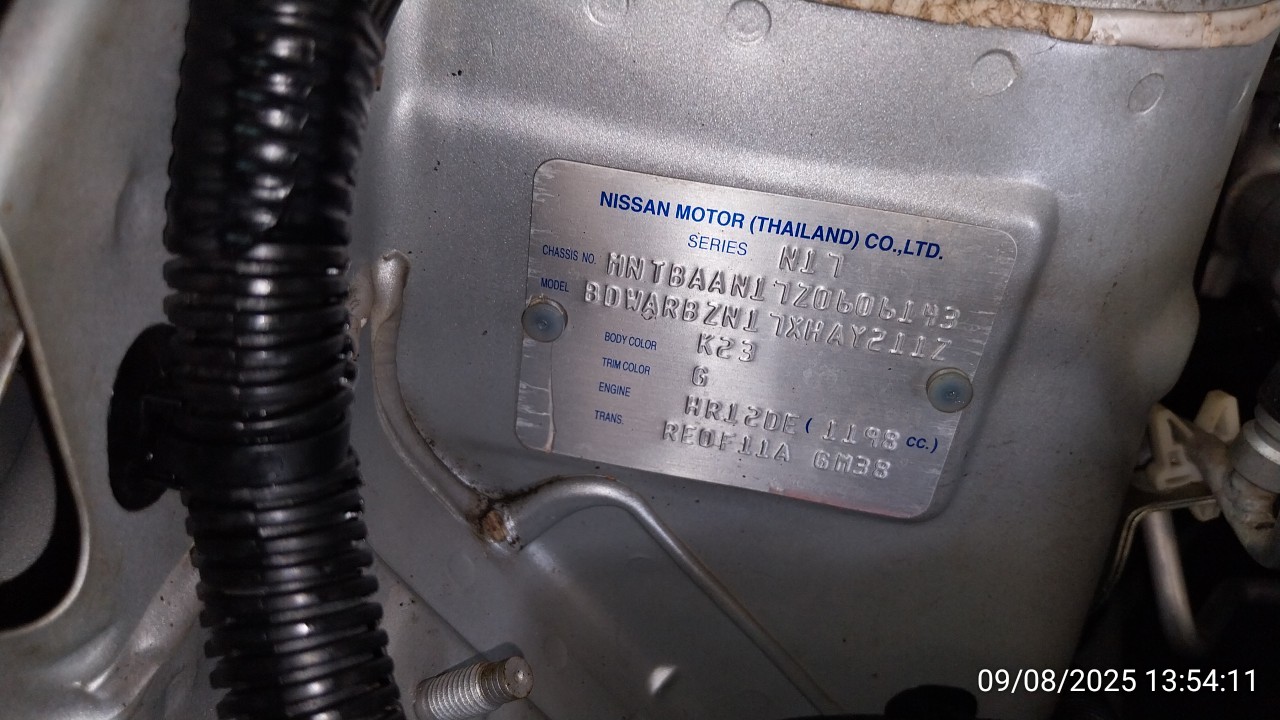 NISSAN MOTOR (THAILAND) CO.,LTD.
SERIES N17
CHASSIS NO.
MODEL BDWARBZN17XHAY211Z
BODY COLOR K23
TRIM COLOR G
ENGINE HR12DE ( 1198 CC.)
TRANS. RE0F11A GM38
09/08/2025 13:54:11